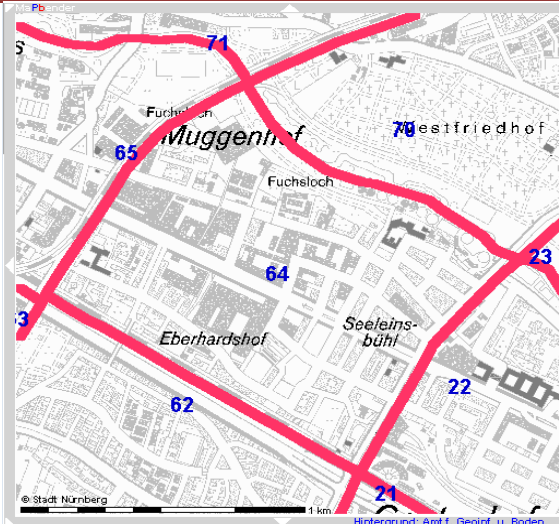 MaPbender
71
s
Fuchsloch
Muggenhof
70
Westfriedhof
65
Fuchsloch
23
64
63
Eberhardshof
Seeleins-
bühl
22
62
21
© Stadt Nürnberg
1 km
Hintergrund: Amt f. Geoinf. u. Boden